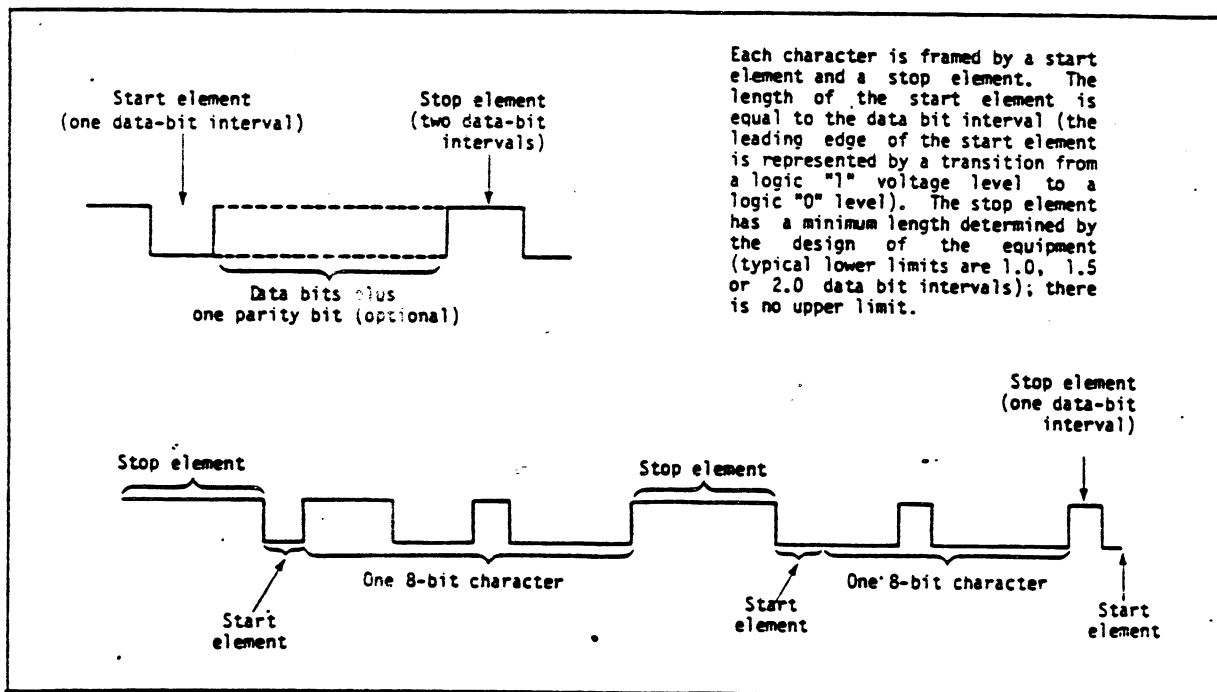 Start element
(one data-bit interval)
Stop element
(two data-bit
intervals)
Data bits plus
one parity bit (optional)
Each character is framed by a start
element and a stop element. The
length of the start element is
equal to the data bit interval (the
leading edge of the start element
is represented by a transition from
a logic "1" voltage level to a
logic "0" level). The stop element
has a minimum length determined by
the design of the equipment
(typical lower limits are 1.0, 1.5
or 2.0 data bit intervals); there
is no upper limit.
Stop element
(one data-bit
interval)
Stop element
Stop element
One 8-bit character
One 8-bit character
Start
element
Start
element
Start
element